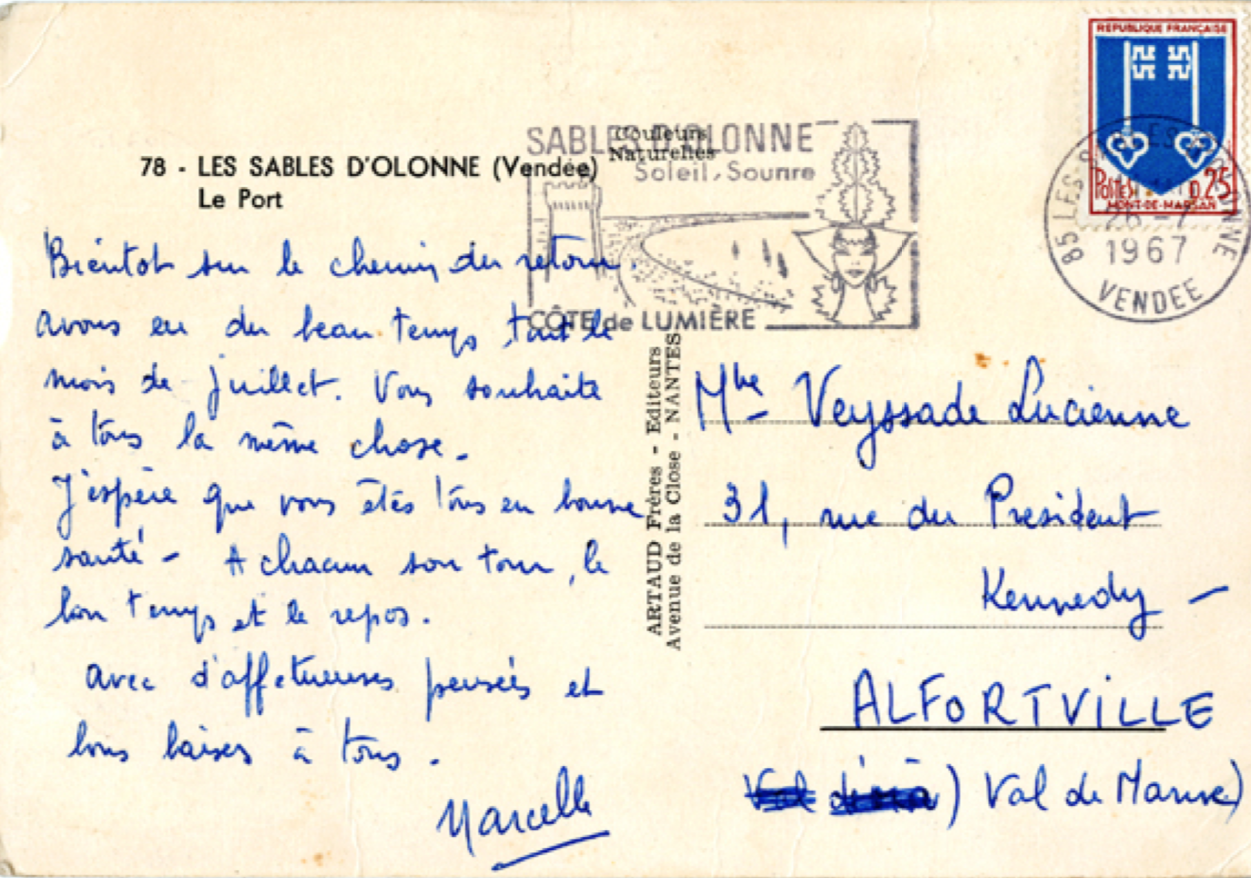 78 - LES SABLES D'OLONNE (Vendée)
Le Port
Couleurs
Naturelles
SABLES D'OLONNE
Soleil, Sourire
CÔTE de LUMIÈRE
REPUBLIQUE FRANÇAISE
POSTES 0,25
MONT-DE-MARSAN
85 LES SABLES D'OLONNE
26 -7
1967
VENDEE
Bientot sur le chemin du retour.
avons eu du beau temps tout le
mois de juillet. Vous souhaite
à tous la même chose -
J'espère que vous êtes tous en bonne
santé - A chacun son tour, le
bon temps et le repos.
avec d'affetueuses pensées et
bons baisers à tous -
Marcelle
ARTAUD Frères - Editeurs
Avenue de la Close - NANTES
Mme Veyssade Lucienne
31, rue du President
Kennedy -
ALFORTVILLE
) Val de Marne)